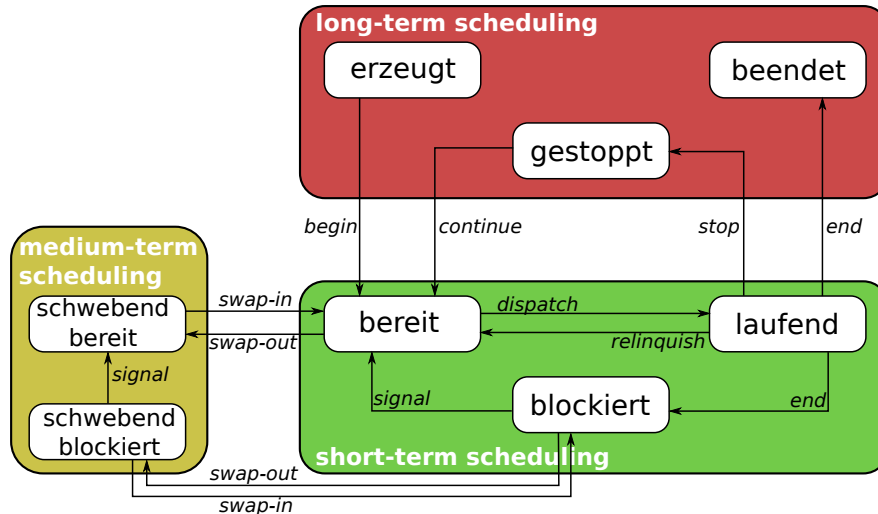 long-term scheduling
erzeugt
beendet
gestoppt
begin
continue
stop
end
medium-term
scheduling
schwebend
bereit
swap-in
swap-out
bereit
dispatch
relinquish
laufend
signal
schwebend
blockiert
signal
blockiert
end
short-term scheduling
swap-out
swap-in